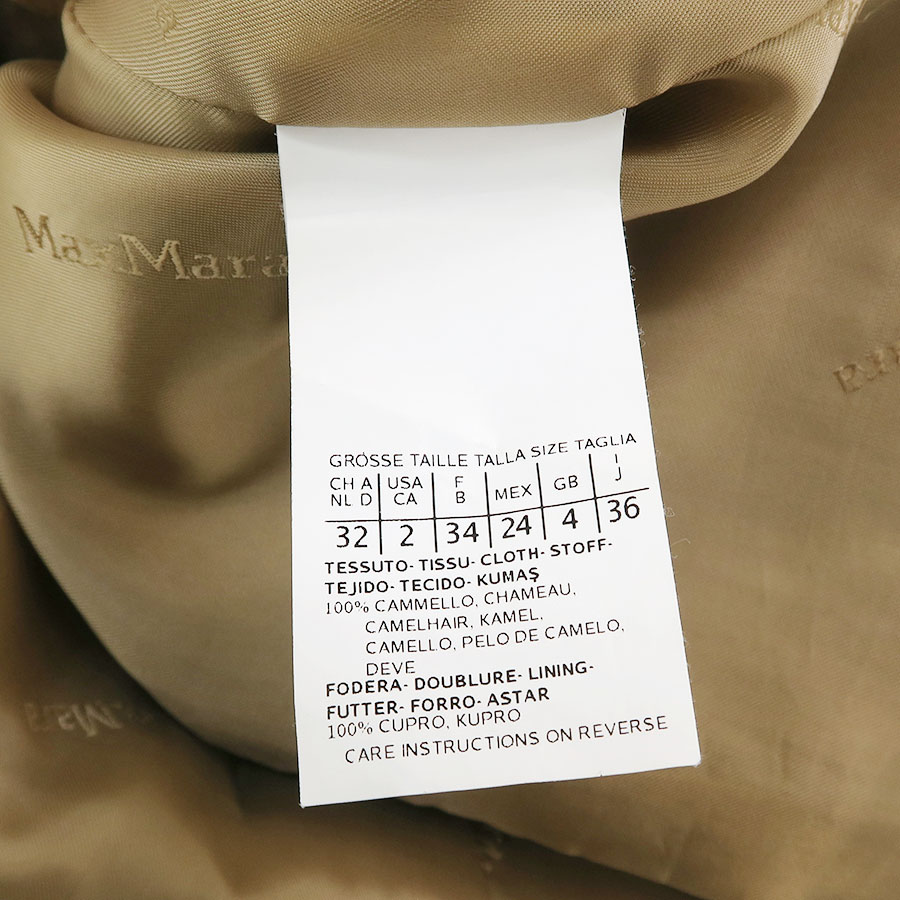 MaxMara
GRÖSSE TAILLE TALLA SIZE TAGLIA
CH A USA F MEX GB I
NL D CA B J
32 2 34 24 4 36
TESSUTO- TISSU- CLOTH- STOFF-
TEJIDO- TECIDO- KUMAŞ
100% CAMMELLO, CHAMEAU,
CAMELHAIR, KAMEL,
CAMELLO, PELO DE CAMELO,
DEVE
FODERA- DOUBLURE- LINING-
FUTTER- FORRO- ASTAR
100% CUPRO, KUPRO
CARE INSTRUCTIONS ON REVERSE